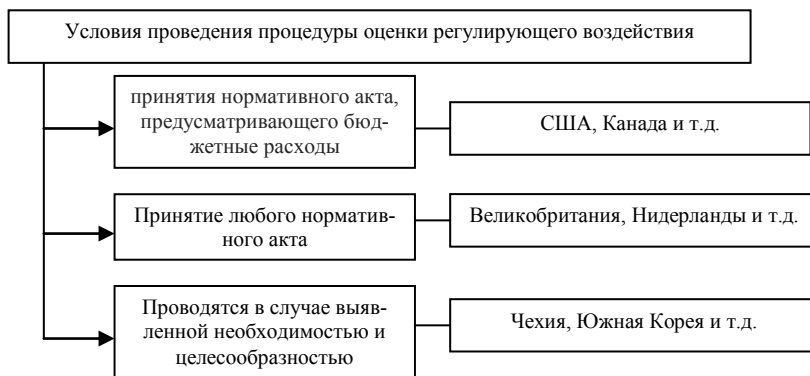 Условия проведения процедуры оценки регулирующего воздействия
принятия нормативного акта,
предусматривающего бюд-
жетные расходы
США, Канада и т.д.
Принятие любого норматив-
ного акта
Великобритания, Нидерланды и т.д.
Проводятся в случае выяв-
ленной необходимостью и
целесообразностью
Чехия, Южная Корея и т.д.